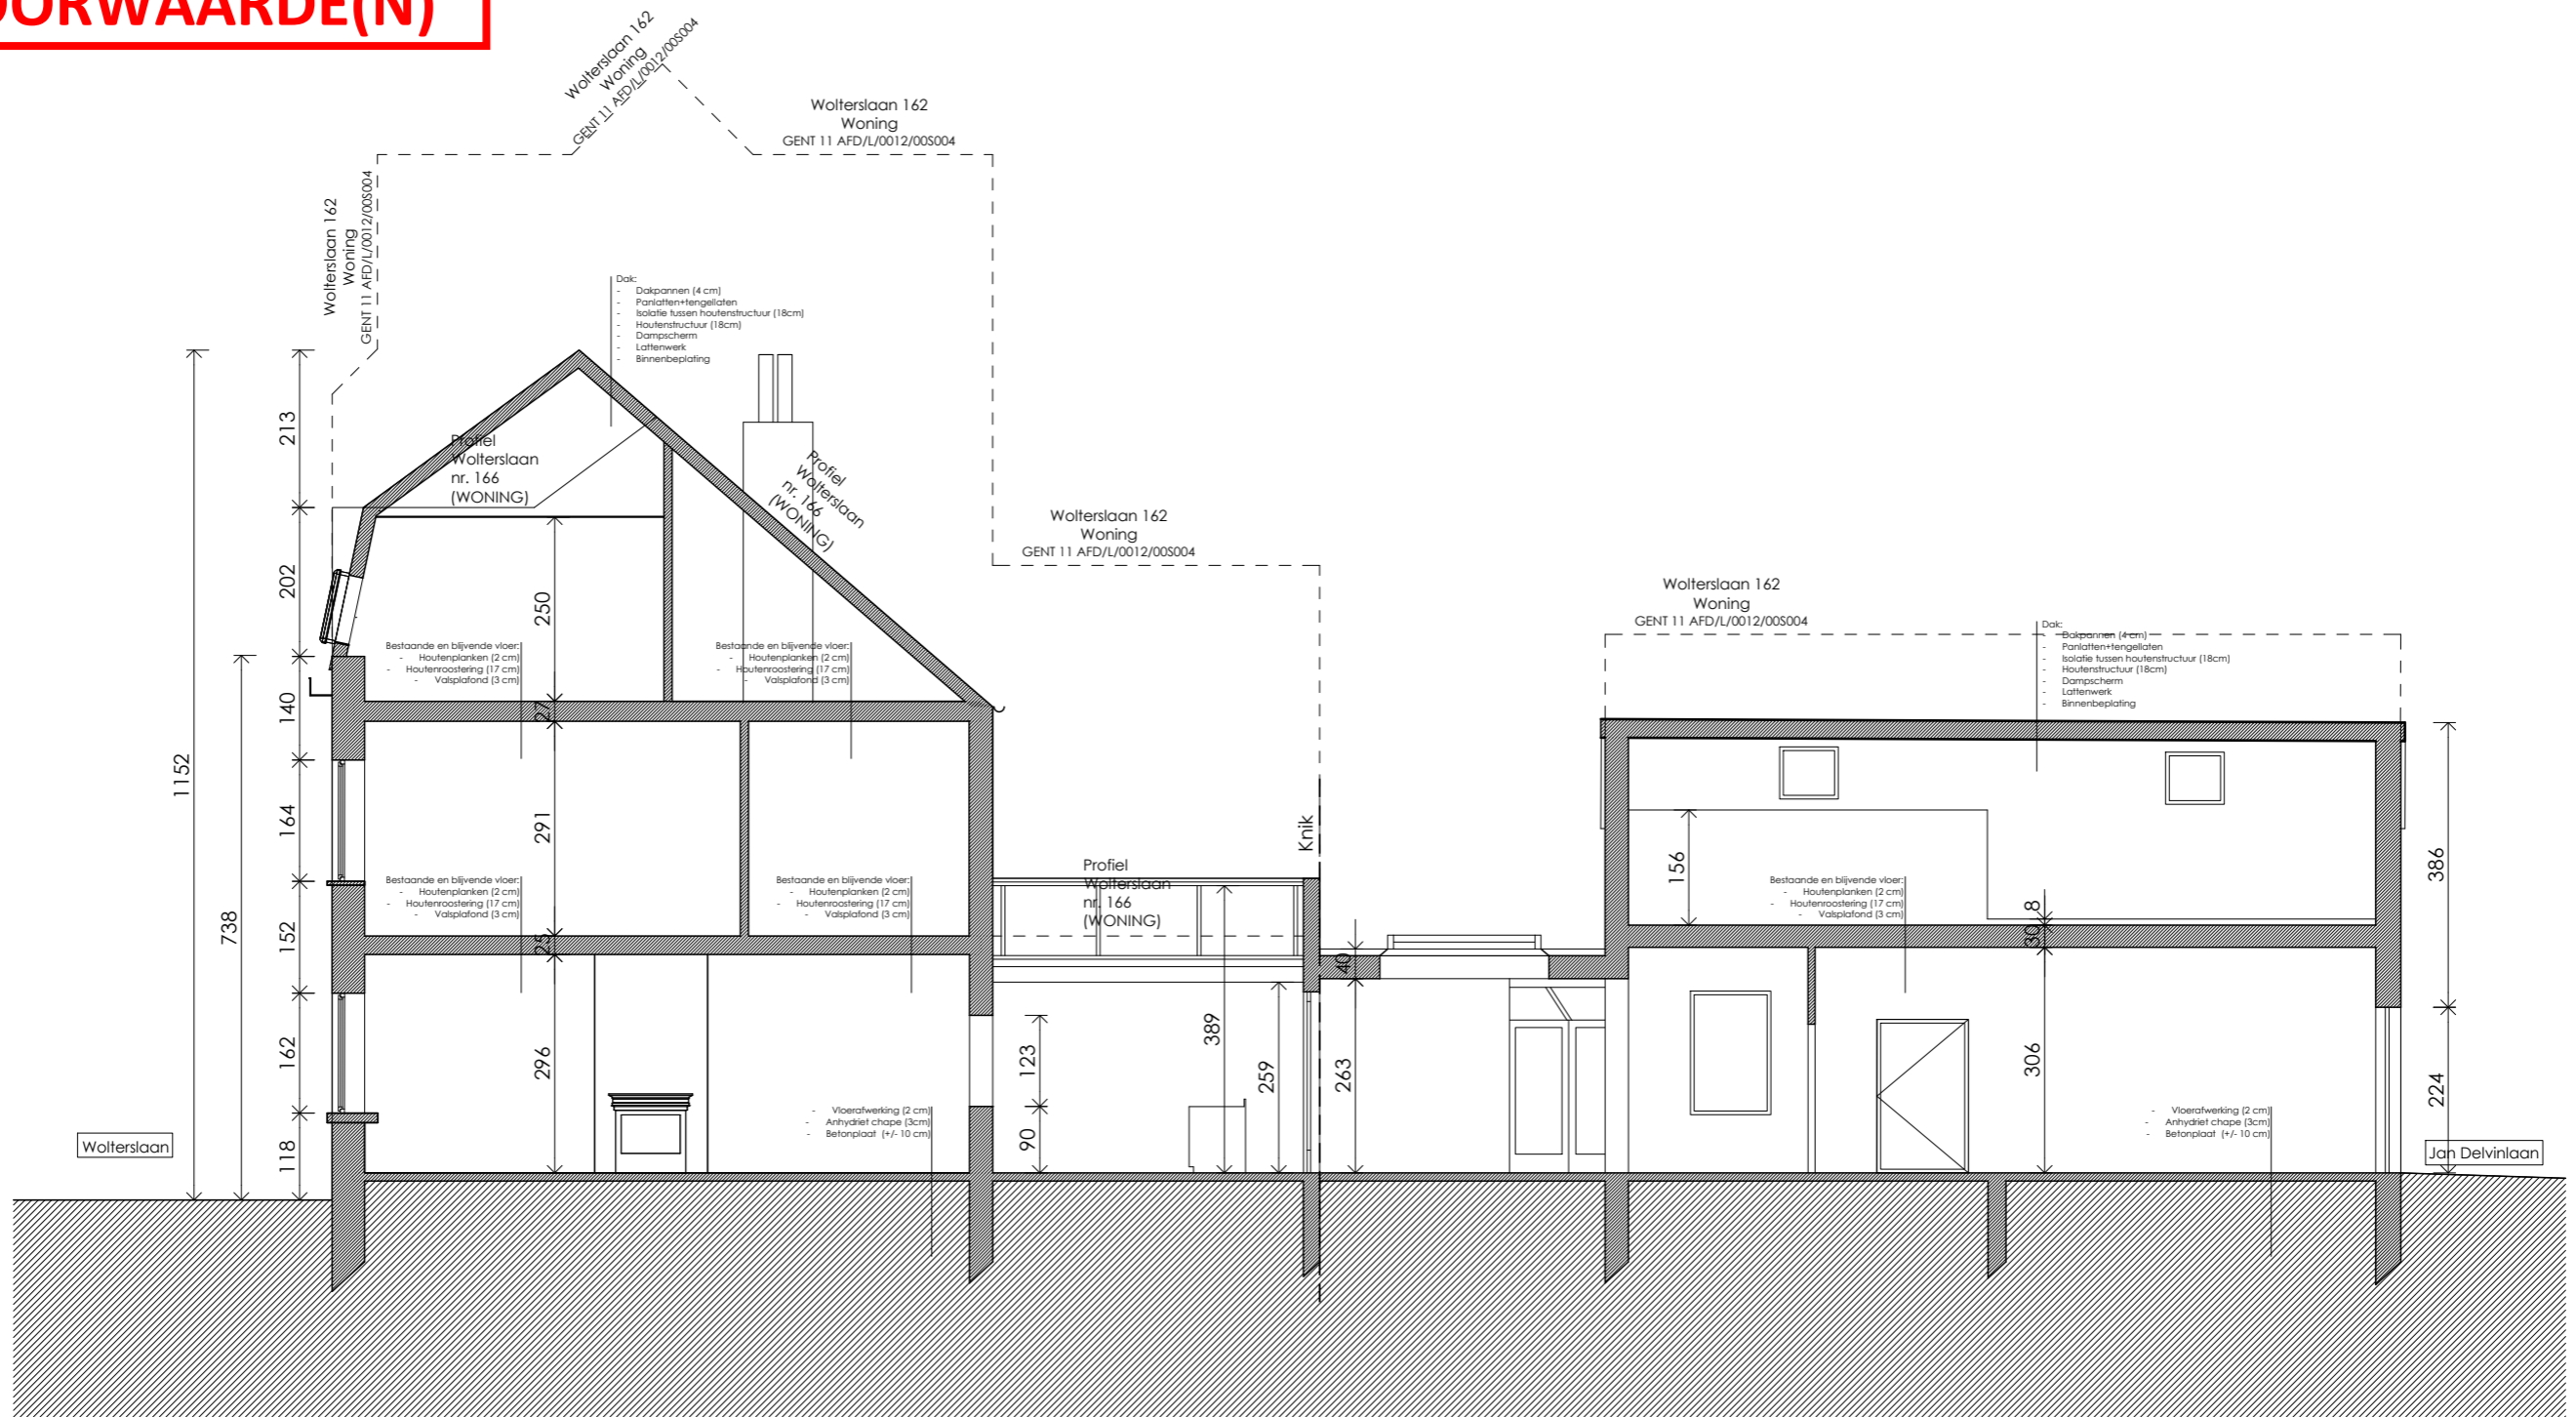 OORWAARDE(N)
Wolterslaan 162
Woning
GENT 11 AFD/L/0012/00S004
Wolterslaan 162
Woning
GENT 11 AFD/L/0012/00S004
Wolterslaan 162
Woning
GENT 11 AFD/L/0012/00S004
Dak:
- Dakpannen (4 cm)
- Panlatten+tengellaten
- Isolatie tussen houtenstructuur (18cm)
- Houtenstructuur (18cm)
- Dampscherm
- Lattenwerk
- Binnenbeplating
Profiel
Wolterslaan
nr. 166
(WONING)
Profiel
Wolterslaan
nr. 166
(WONING)
Wolterslaan 162
Woning
GENT 11 AFD/L/0012/00S004
Wolterslaan 162
Woning
GENT 11 AFD/L/0012/00S004
Dak:
- Dakpannen (4 cm)
- Panlatten+tengellaten
- Isolatie tussen houtenstructuur (18cm)
- Houtenstructuur (18cm)
- Dampscherm
- Lattenwerk
- Binnenbeplating
1152
738
213
202
140
164
152
162
118
250
27
291
25
296
Bestaande en blijvende vloer:
- Houtenplanken (2 cm)
- Houtenroostering (17 cm)
- Valsplafond (3 cm)
Bestaande en blijvende vloer:
- Houtenplanken (2 cm)
- Houtenroostering (17 cm)
- Valsplafond (3 cm)
Bestaande en blijvende vloer:
- Houtenplanken (2 cm)
- Houtenroostering (17 cm)
- Valsplafond (3 cm)
Bestaande en blijvende vloer:
- Houtenplanken (2 cm)
- Houtenroostering (17 cm)
- Valsplafond (3 cm)
Profiel
Wolterslaan
nr. 166
(WONING)
Knik
123
90
389
259
40
263
156
Bestaande en blijvende vloer:
- Houtenplanken (2 cm)
- Houtenroostering (17 cm)
- Valsplafond (3 cm)
8
30
306
386
224
- Vloerafwerking (2 cm)
- Anhydriet chape (3cm)
- Betonplaat (+/- 10 cm)
- Vloerafwerking (2 cm)
- Anhydriet chape (3cm)
- Betonplaat (+/- 10 cm)
Wolterslaan
Jan Delvinlaan